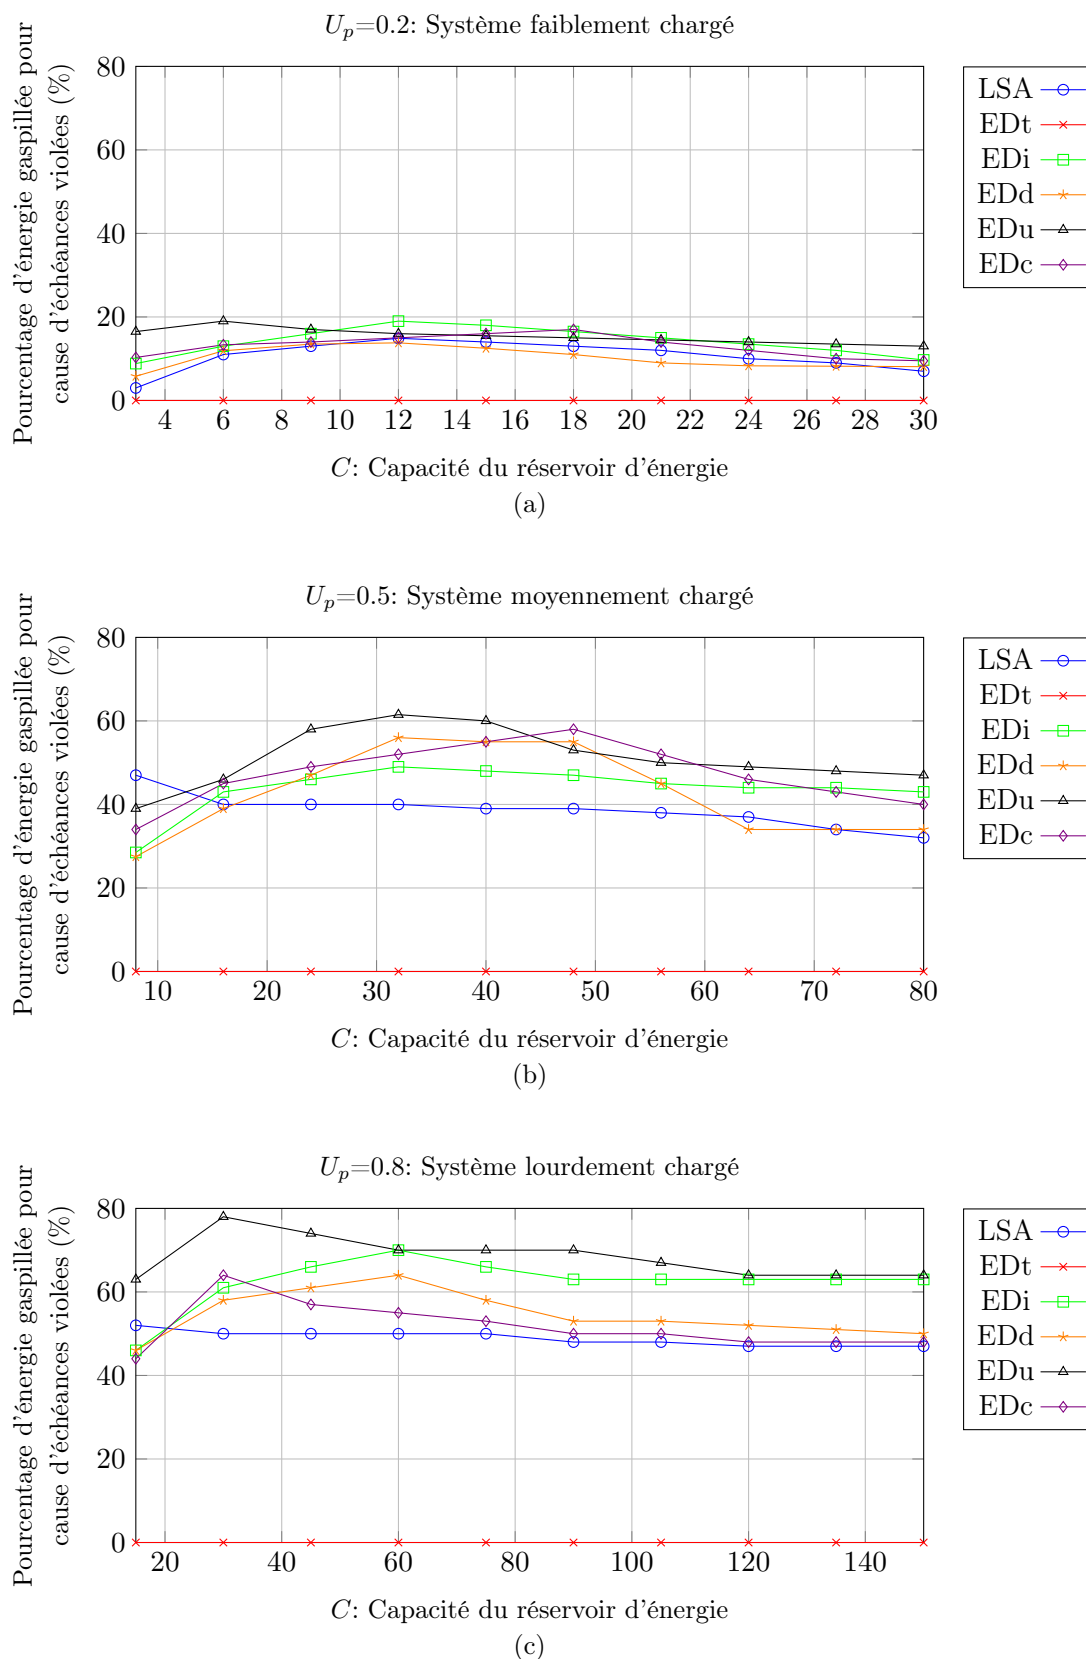 U_p=0.2: Système faiblement chargé
Pourcentage d'énergie gaspillée pour
cause d'échéances violées (%)
80
60
40
20
0
4 6 8 10 12 14 16 18 20 22 24 26 28 30
C: Capacité du réservoir d'énergie
(a)
LSA
EDt
EDi
EDd
EDu
EDc
U_p=0.5: Système moyennement chargé
Pourcentage d'énergie gaspillée pour
cause d'échéances violées (%)
80
60
40
20
0
10 20 30 40 50 60 70 80
C: Capacité du réservoir d'énergie
(b)
LSA
EDt
EDi
EDd
EDu
EDc
U_p=0.8: Système lourdement chargé
Pourcentage d'énergie gaspillée pour
cause d'échéances violées (%)
80
60
40
20
0
20 40 60 80 100 120 140
C: Capacité du réservoir d'énergie
(c)
LSA
EDt
EDi
EDd
EDu
EDc